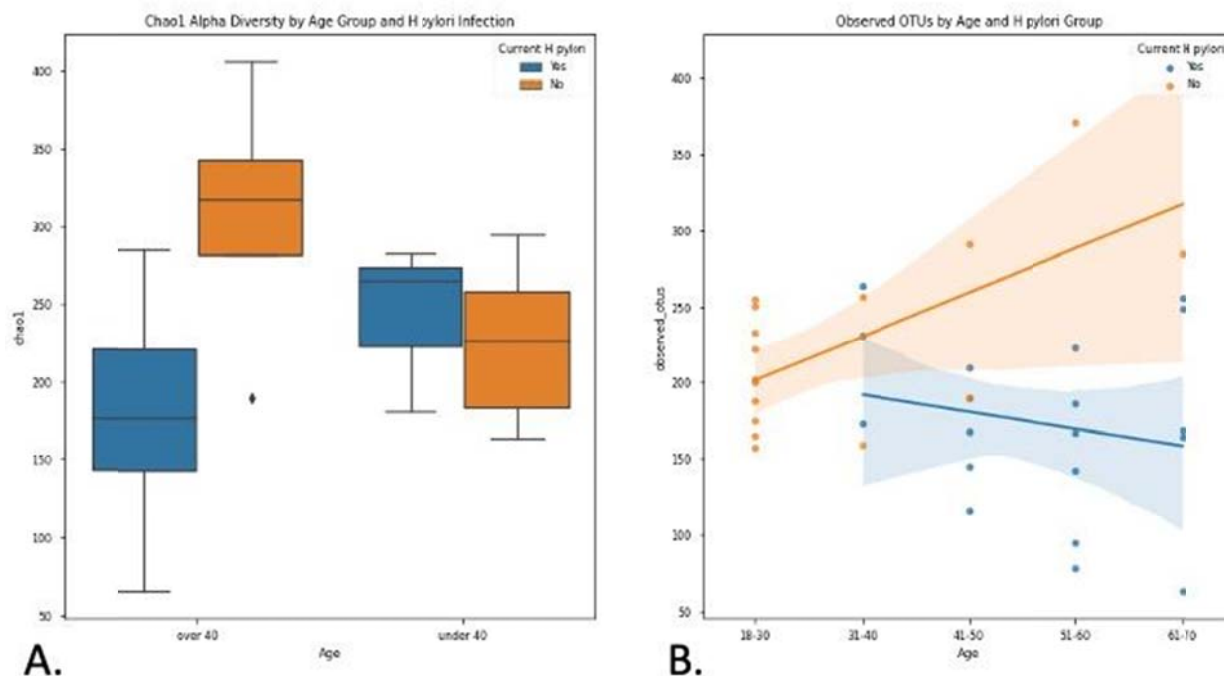 Chao1 Alpha Diversity by Age Group and H pylori Infection
Current H pylori
Yes
No
400
350
300
250
200
150
100
50
chao1
over 40
under 40
Age
A.
Observed OTUs by Age and H pylori Group
Current H pylori
Yes
No
400
350
300
250
200
150
100
50
observed_otus
18-30
31-40
41-50
51-60
61-70
Age
B.